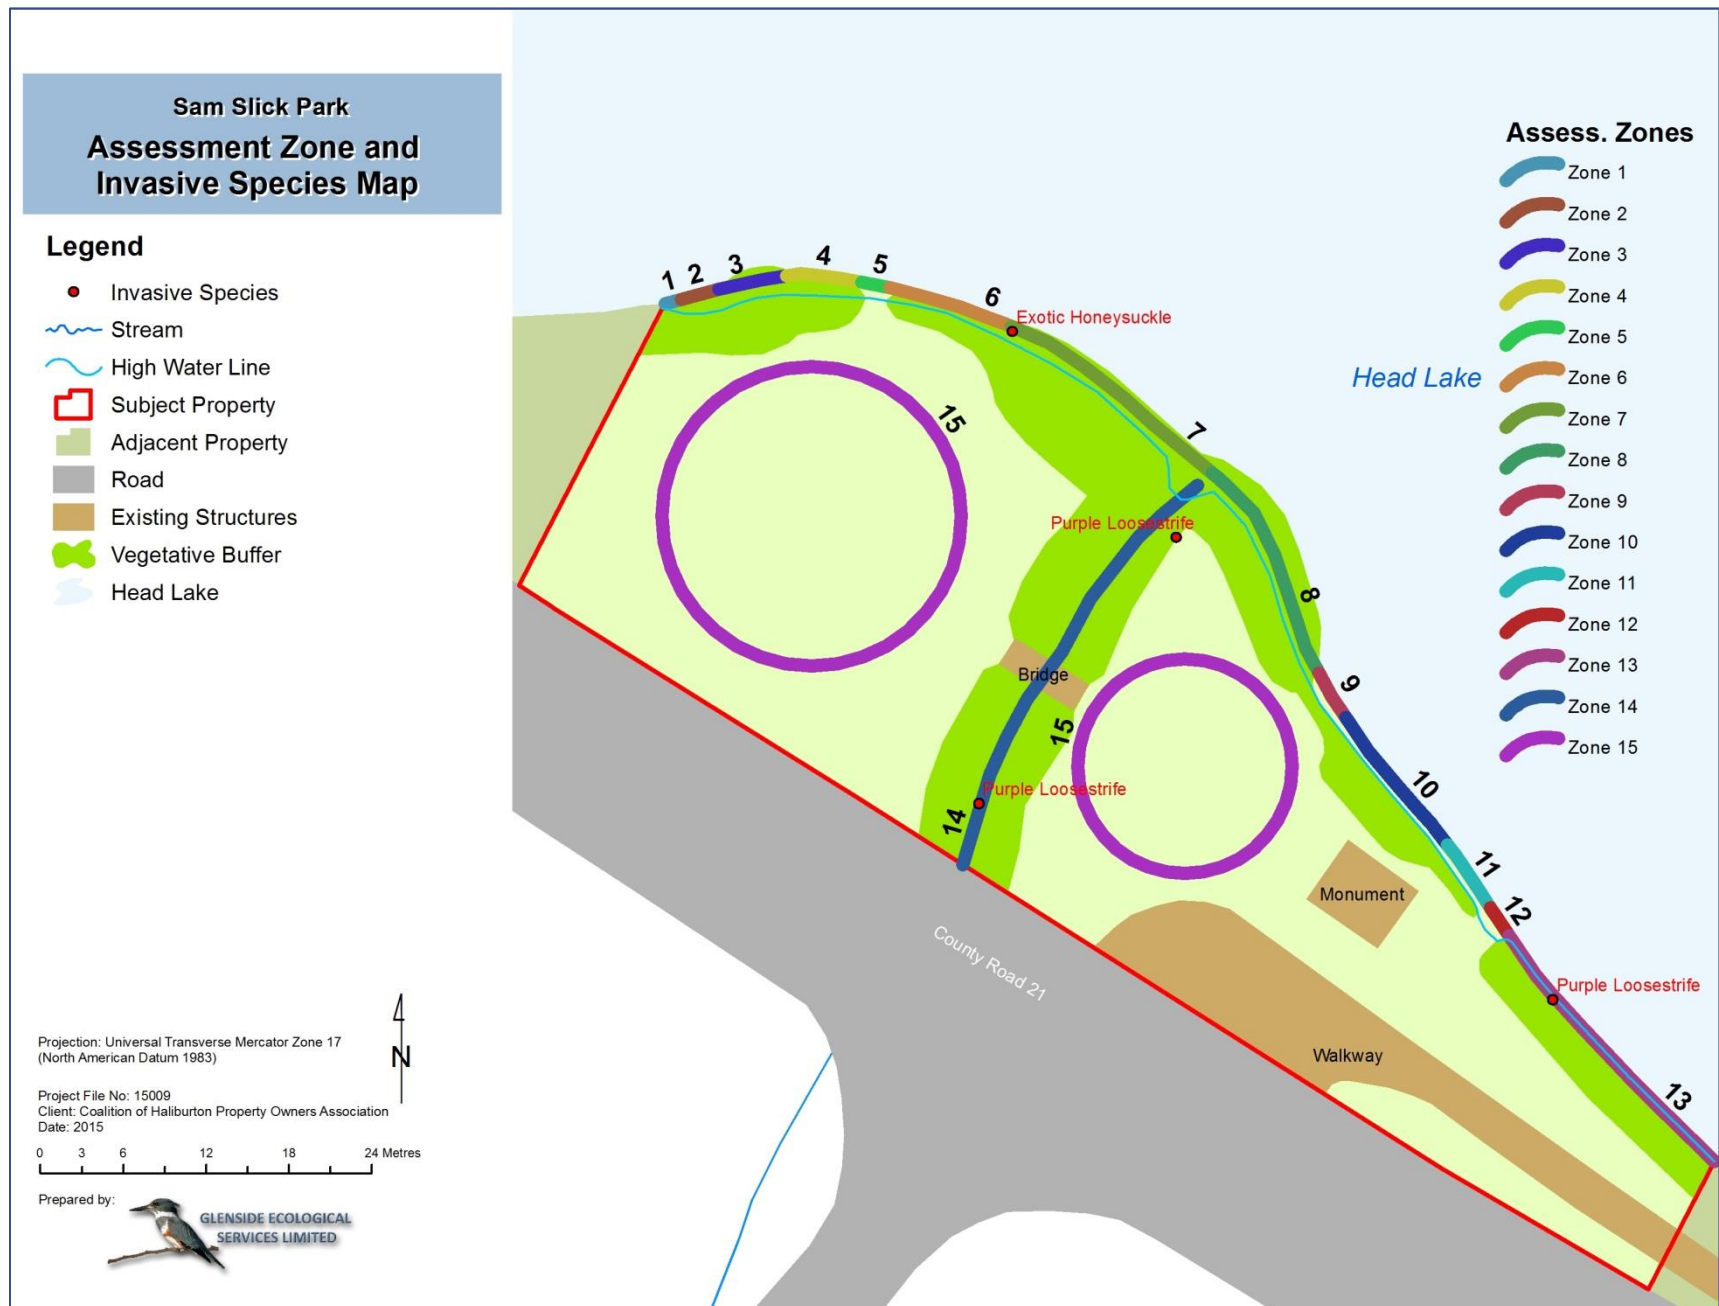 Sam Slick Park
Assessment Zone and
Invasive Species Map
Legend
Invasive Species
Stream
High Water Line
Subject Property
Adjacent Property
Road
Existing Structures
Vegetative Buffer
Head Lake
Projection: Universal Transverse Mercator Zone 17
(North American Datum 1983)
Project File No: 15009
Client: Coalition of Haliburton Property Owners Association
Date: 2015
0 3 6 12 18 24 Metres
Prepared by:
GLENSIDE ECOLOGICAL
SERVICES LIMITED
N
1
2
3
4
5
6
Exotic Honeysuckle
15
7
Purple Loosestrife
8
Bridge
9
15
Purple Loosestrife
14
10
11
Monument
12
County Road 21
Purple Loosestrife
Walkway
13
Head Lake
Assess. Zones
Zone 1
Zone 2
Zone 3
Zone 4
Zone 5
Zone 6
Zone 7
Zone 8
Zone 9
Zone 10
Zone 11
Zone 12
Zone 13
Zone 14
Zone 15